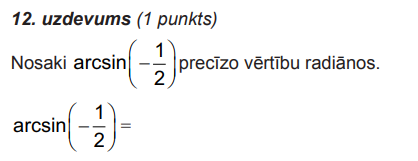 12. uzdevums (1 punkts)
Nosaki arcsin(−1/2) precīzo vērtību radiānos.
arcsin(−1/2) =